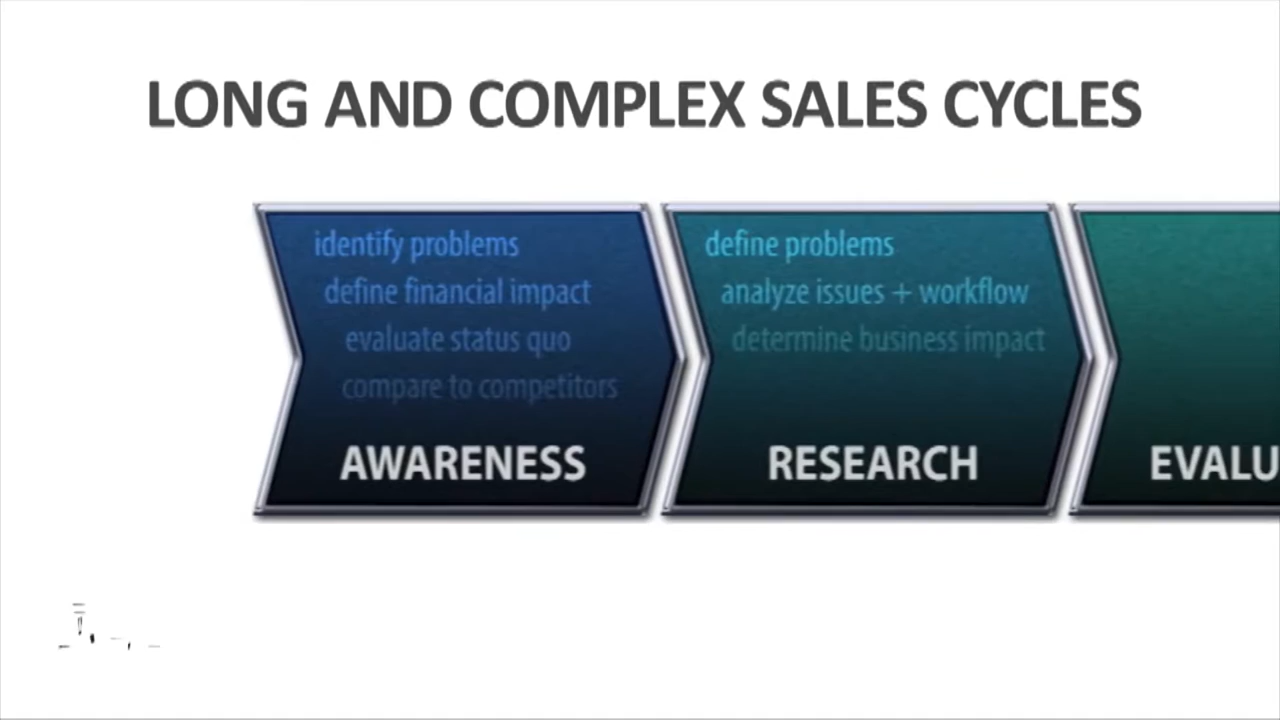 LONG AND COMPLEX SALES CYCLES
identify problems
define financial impact
evaluate status quo
compare to competitors
AWARENESS
define problems
analyze issues + workflow
determine business impact
RESEARCH
EVALU